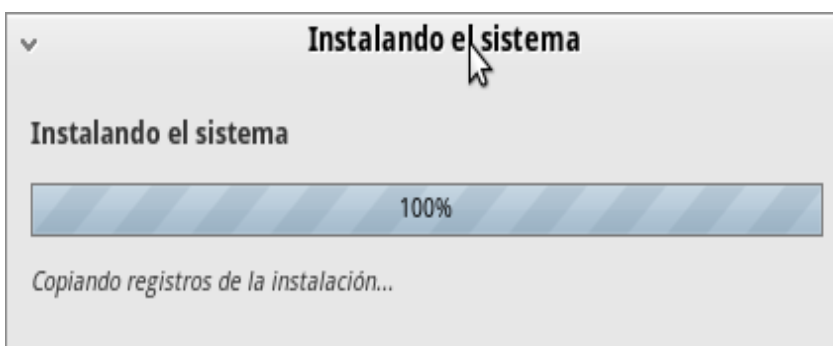 Instalando el sistema
Instalando el sistema
100%
Copiando registros de la instalación...